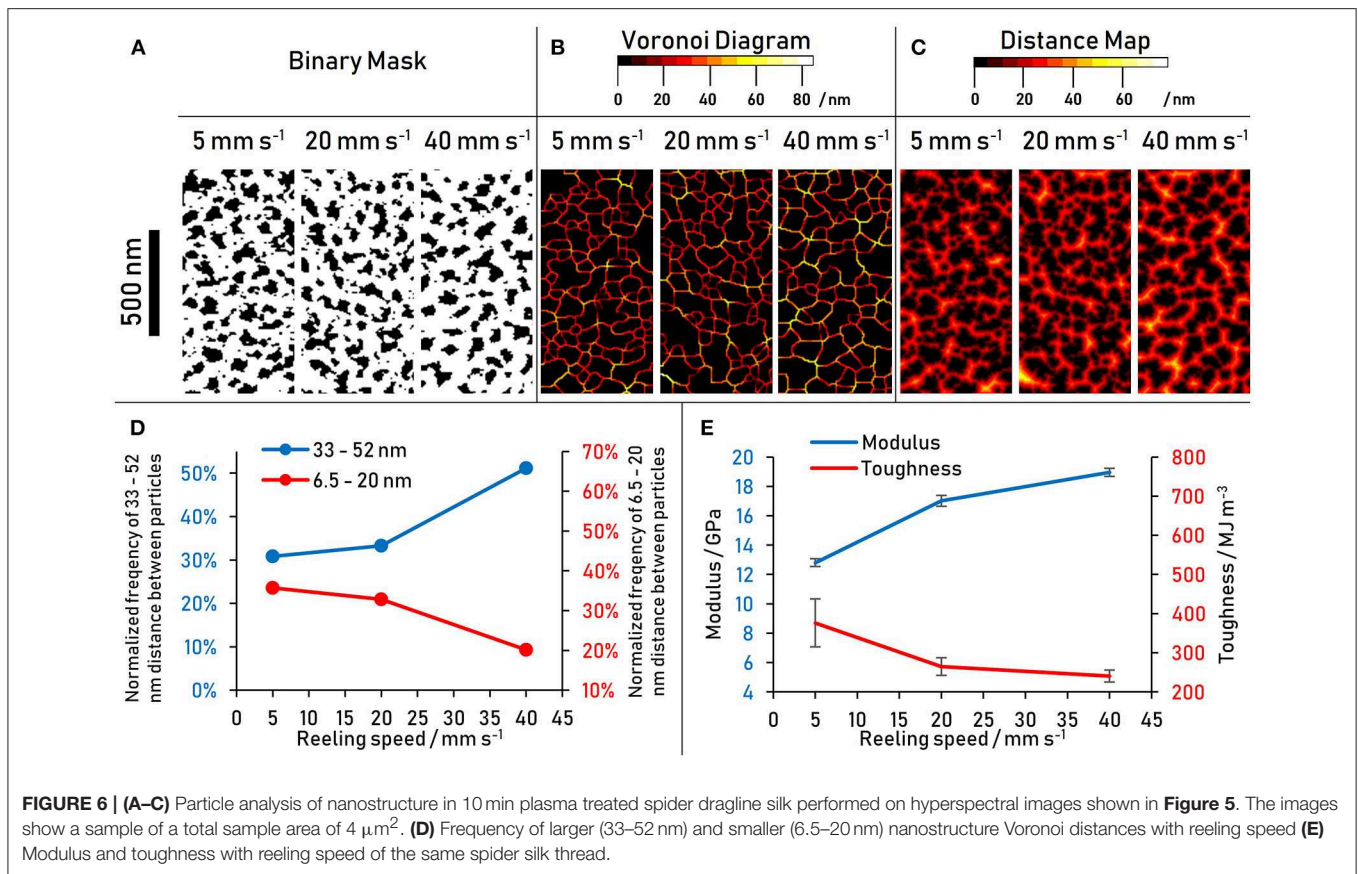 A
Binary Mask
5 mm s⁻¹ 20 mm s⁻¹ 40 mm s⁻¹
500 nm
B
Voronoi Diagram
0 20 40 60 80 / nm
5 mm s⁻¹ 20 mm s⁻¹ 40 mm s⁻¹
C
Distance Map
0 20 40 60 / nm
5 mm s⁻¹ 20 mm s⁻¹ 40 mm s⁻¹
D
33 - 52 nm
6.5 - 20 nm
Normalized freqency of 33 - 52
nm distance between particles
50%
40%
30%
20%
10%
0%
70%
60%
50%
40%
30%
20%
10%
Normalized freqency of 6.5 - 20
nm distance between particles
0 5 10 15 20 25 30 35 40 45
Reeling speed / mm s⁻¹
E
Modulus
Toughness
Modulus / GPa
20
18
16
14
12
10
8
6
4
800
700
600
500
400
300
200
Toughness / MJ m⁻³
0 5 10 15 20 25 30 35 40 45
Reeling speed / mm s⁻¹
FIGURE 6 | (A–C) Particle analysis of nanostructure in 10 min plasma treated spider dragline silk performed on hyperspectral images shown in Figure 5. The images
show a sample of a total sample area of 4 μm². (D) Frequency of larger (33–52 nm) and smaller (6.5–20 nm) nanostructure Voronoi distances with reeling speed (E)
Modulus and toughness with reeling speed of the same spider silk thread.